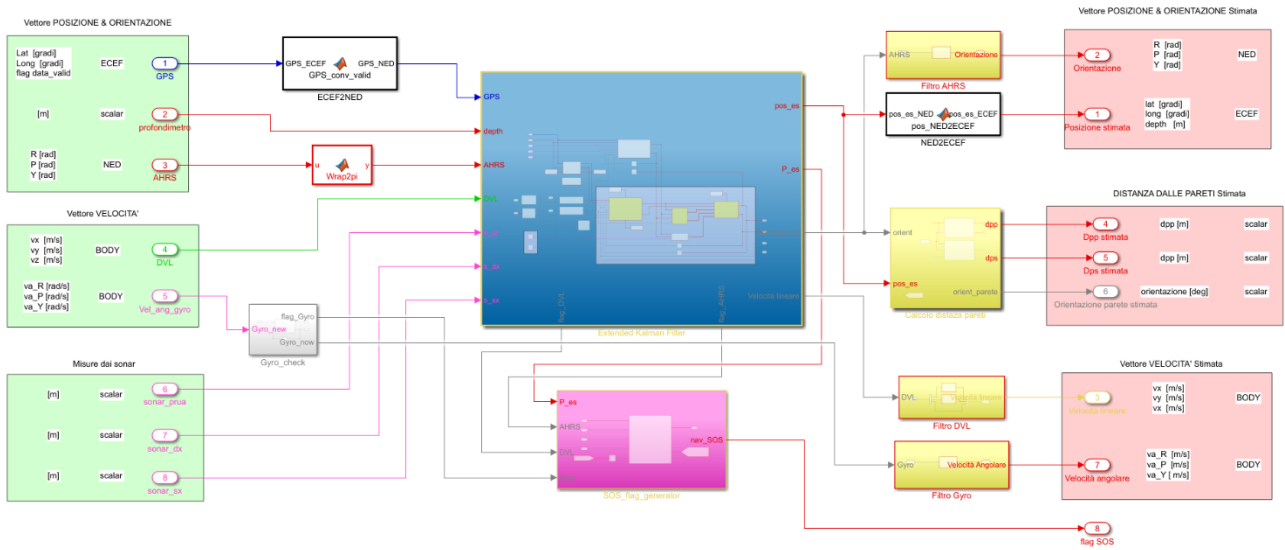 Vettore POSIZIONE & ORIENTAZIONE
Lat [gradi]
Long [gradi]
flag data_valid
ECEF
1
GPS
[m]
scalar
2
profondimetro
R [rad]
P [rad]
Y [rad]
NED
3
AHRS
Vettore VELOCITA'
vx [m/s]
vy [m/s]
vz [m/s]
BODY
4
DVL
va_R [rad/s]
va_P [rad/s]
va_Y [rad/s]
BODY
5
Vel_ang_gyro
Misure dai sonar
[m]
scalar
6
sonar_prua
[m]
scalar
7
sonar_dx
[m]
scalar
8
sonar_sx
GPS_ECEF
GPS_NED
GPS_conv_valid
ECEF2NED
u
y
Wrap2pi
flag_Gyro
Gyro_new
Gyro_now
Gyro_check
GPS
depth
AHRS
DVL
s_dx
s_sx
pos_es
P_es
Velocità lineare
flag_DVL
flag_AHRS
Extended Kalman Filter
P_es
AHRS
DVL
nav_SOS
SOS_flag_generator
AHRS
Orientazione
Filtro AHRS
pos_es_NED
pos_es_ECEF
pos_NED2ECEF
NED2ECEF
orient
pos_es
dpp
dps
orient_parete
Calcolo distaza pareti
DVL
Velocità lineare
Filtro DVL
Gyro
Velocità Angolare
Filtro Gyro
Vettore POSIZIONE & ORIENTAZIONE Stimata
2
Orientazione
R [rad]
P [rad]
Y [rad]
NED
1
Posizione stimata
lat [gradi]
long [gradi]
depth [m]
ECEF
DISTANZA DALLE PARETI Stimata
4
Dpp stimata
dpp [m]
scalar
5
Dps stimata
dpp [m]
scalar
6
Orientazione parete stimata
orientazione [deg]
scalar
Vettore VELOCITA' Stimata
3
Velocità lineare
vx [m/s]
vy [m/s]
vx [m/s]
BODY
7
Velocità angolare
va_R [m/s]
va_P [m/s]
va_Y [ m/s]
BODY
8
flag SOS